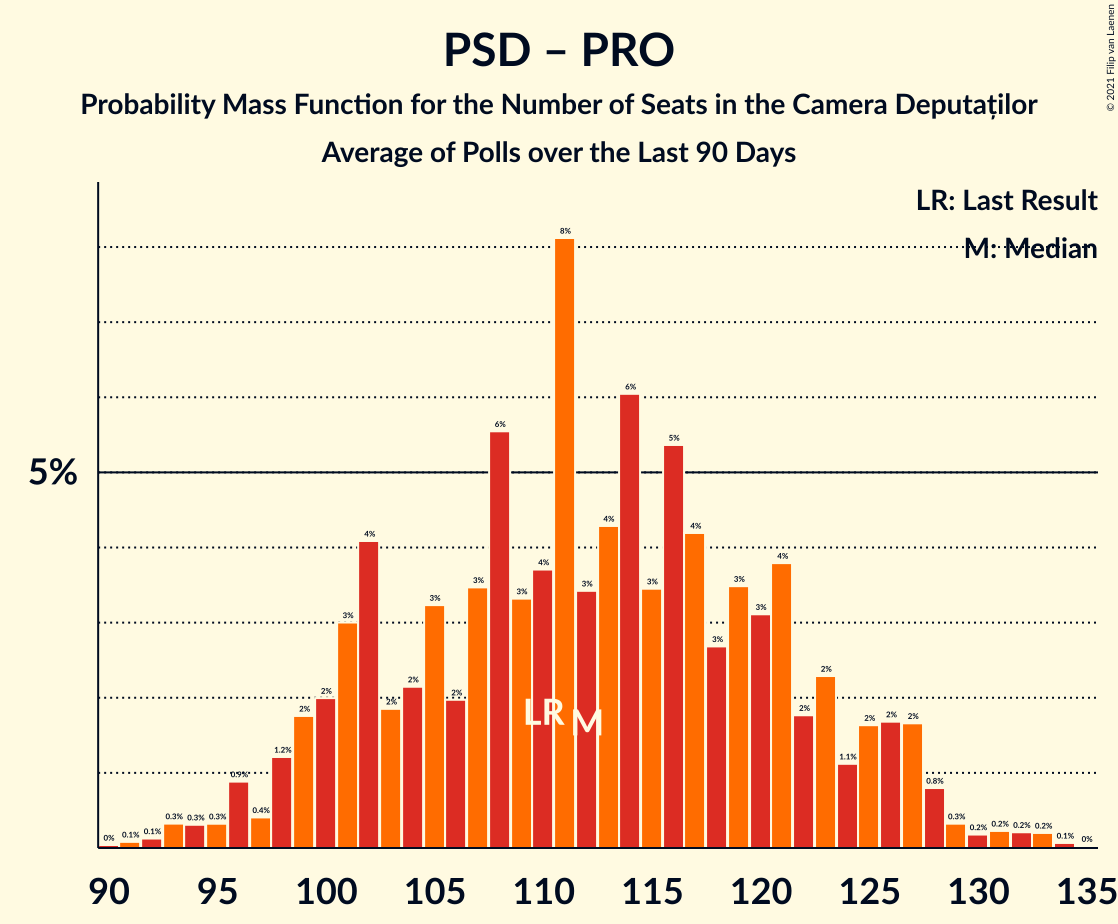 PSD – PRO
Probability Mass Function for the Number of Seats in the Camera Deputaților
Average of Polls over the Last 90 Days
© 2021 Filip van Laenen
LR: Last Result
M: Median
5%
0% 0.1% 0.1% 0.3% 0.3% 0.3% 0.9% 0.4% 1.2% 2% 2% 3% 4% 2% 2% 3% 2% 3% 6% 3% 4% 8% 3% 4% 6% 3% 5% 4% 3% 3% 3% 4% 2% 2% 1.1% 2% 2% 2% 0.8% 0.3% 0.2% 0.2% 0.2% 0.2% 0.1% 0%
LR M
90 95 100 105 110 115 120 125 130 135